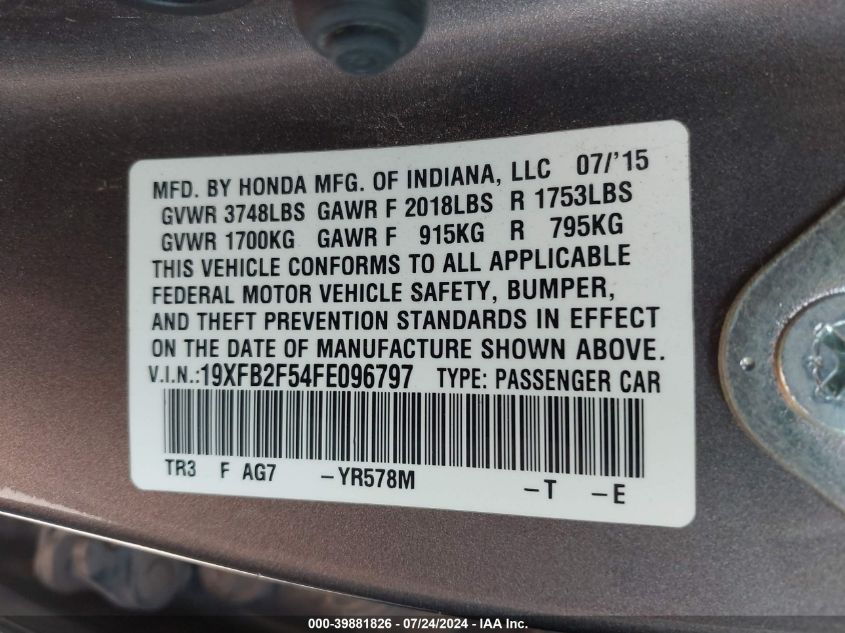 MFD. BY HONDA MFG. OF INDIANA, LLC 07/'15
GVWR 3748LBS GAWR F 2018LBS R 1753LBS
GVWR 1700KG GAWR F 915KG R 795KG
THIS VEHICLE CONFORMS TO ALL APPLICABLE
FEDERAL MOTOR VEHICLE SAFETY, BUMPER,
AND THEFT PREVENTION STANDARDS IN EFFECT
ON THE DATE OF MANUFACTURE SHOWN ABOVE.
V.I.N.:19XFB2F54FE096797 TYPE: PASSENGER CAR
TR3 F AG7 -YR578M -T -E
000-39881826 / 07/24/2024 - IAA Inc.